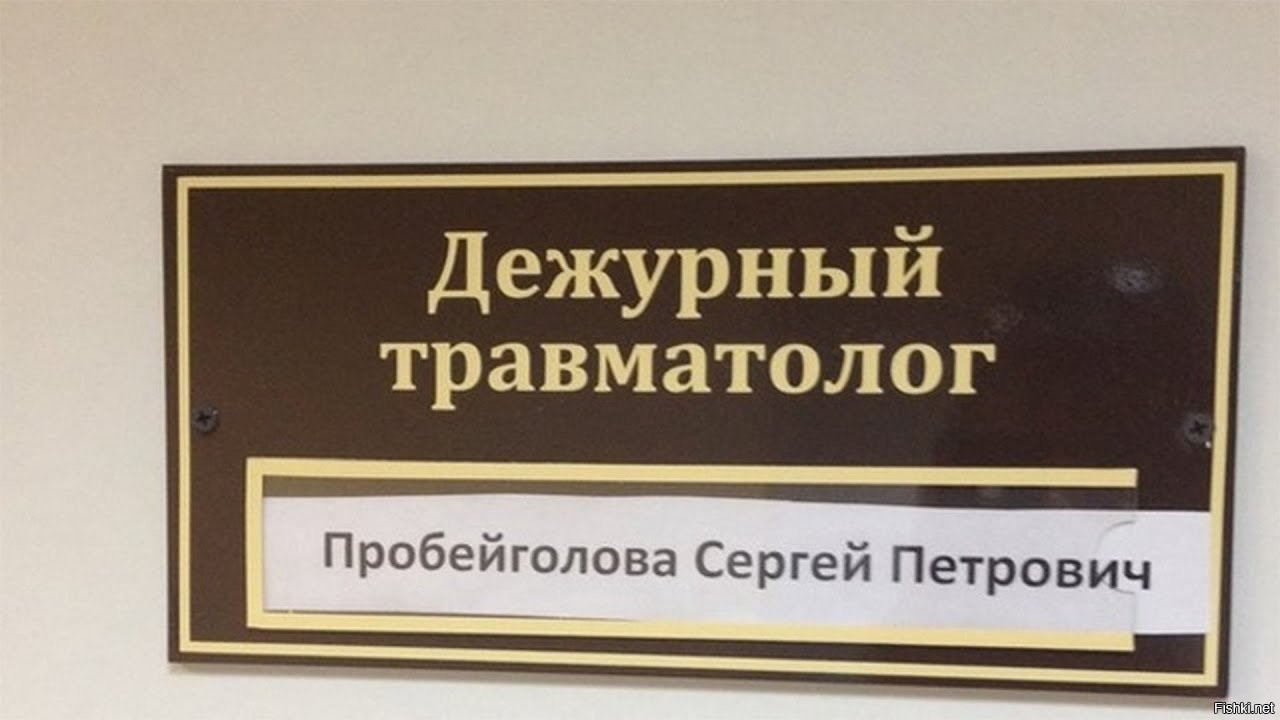 Дежурный
травматолог
Пробейголова Сергей Петрович
Fishki.net